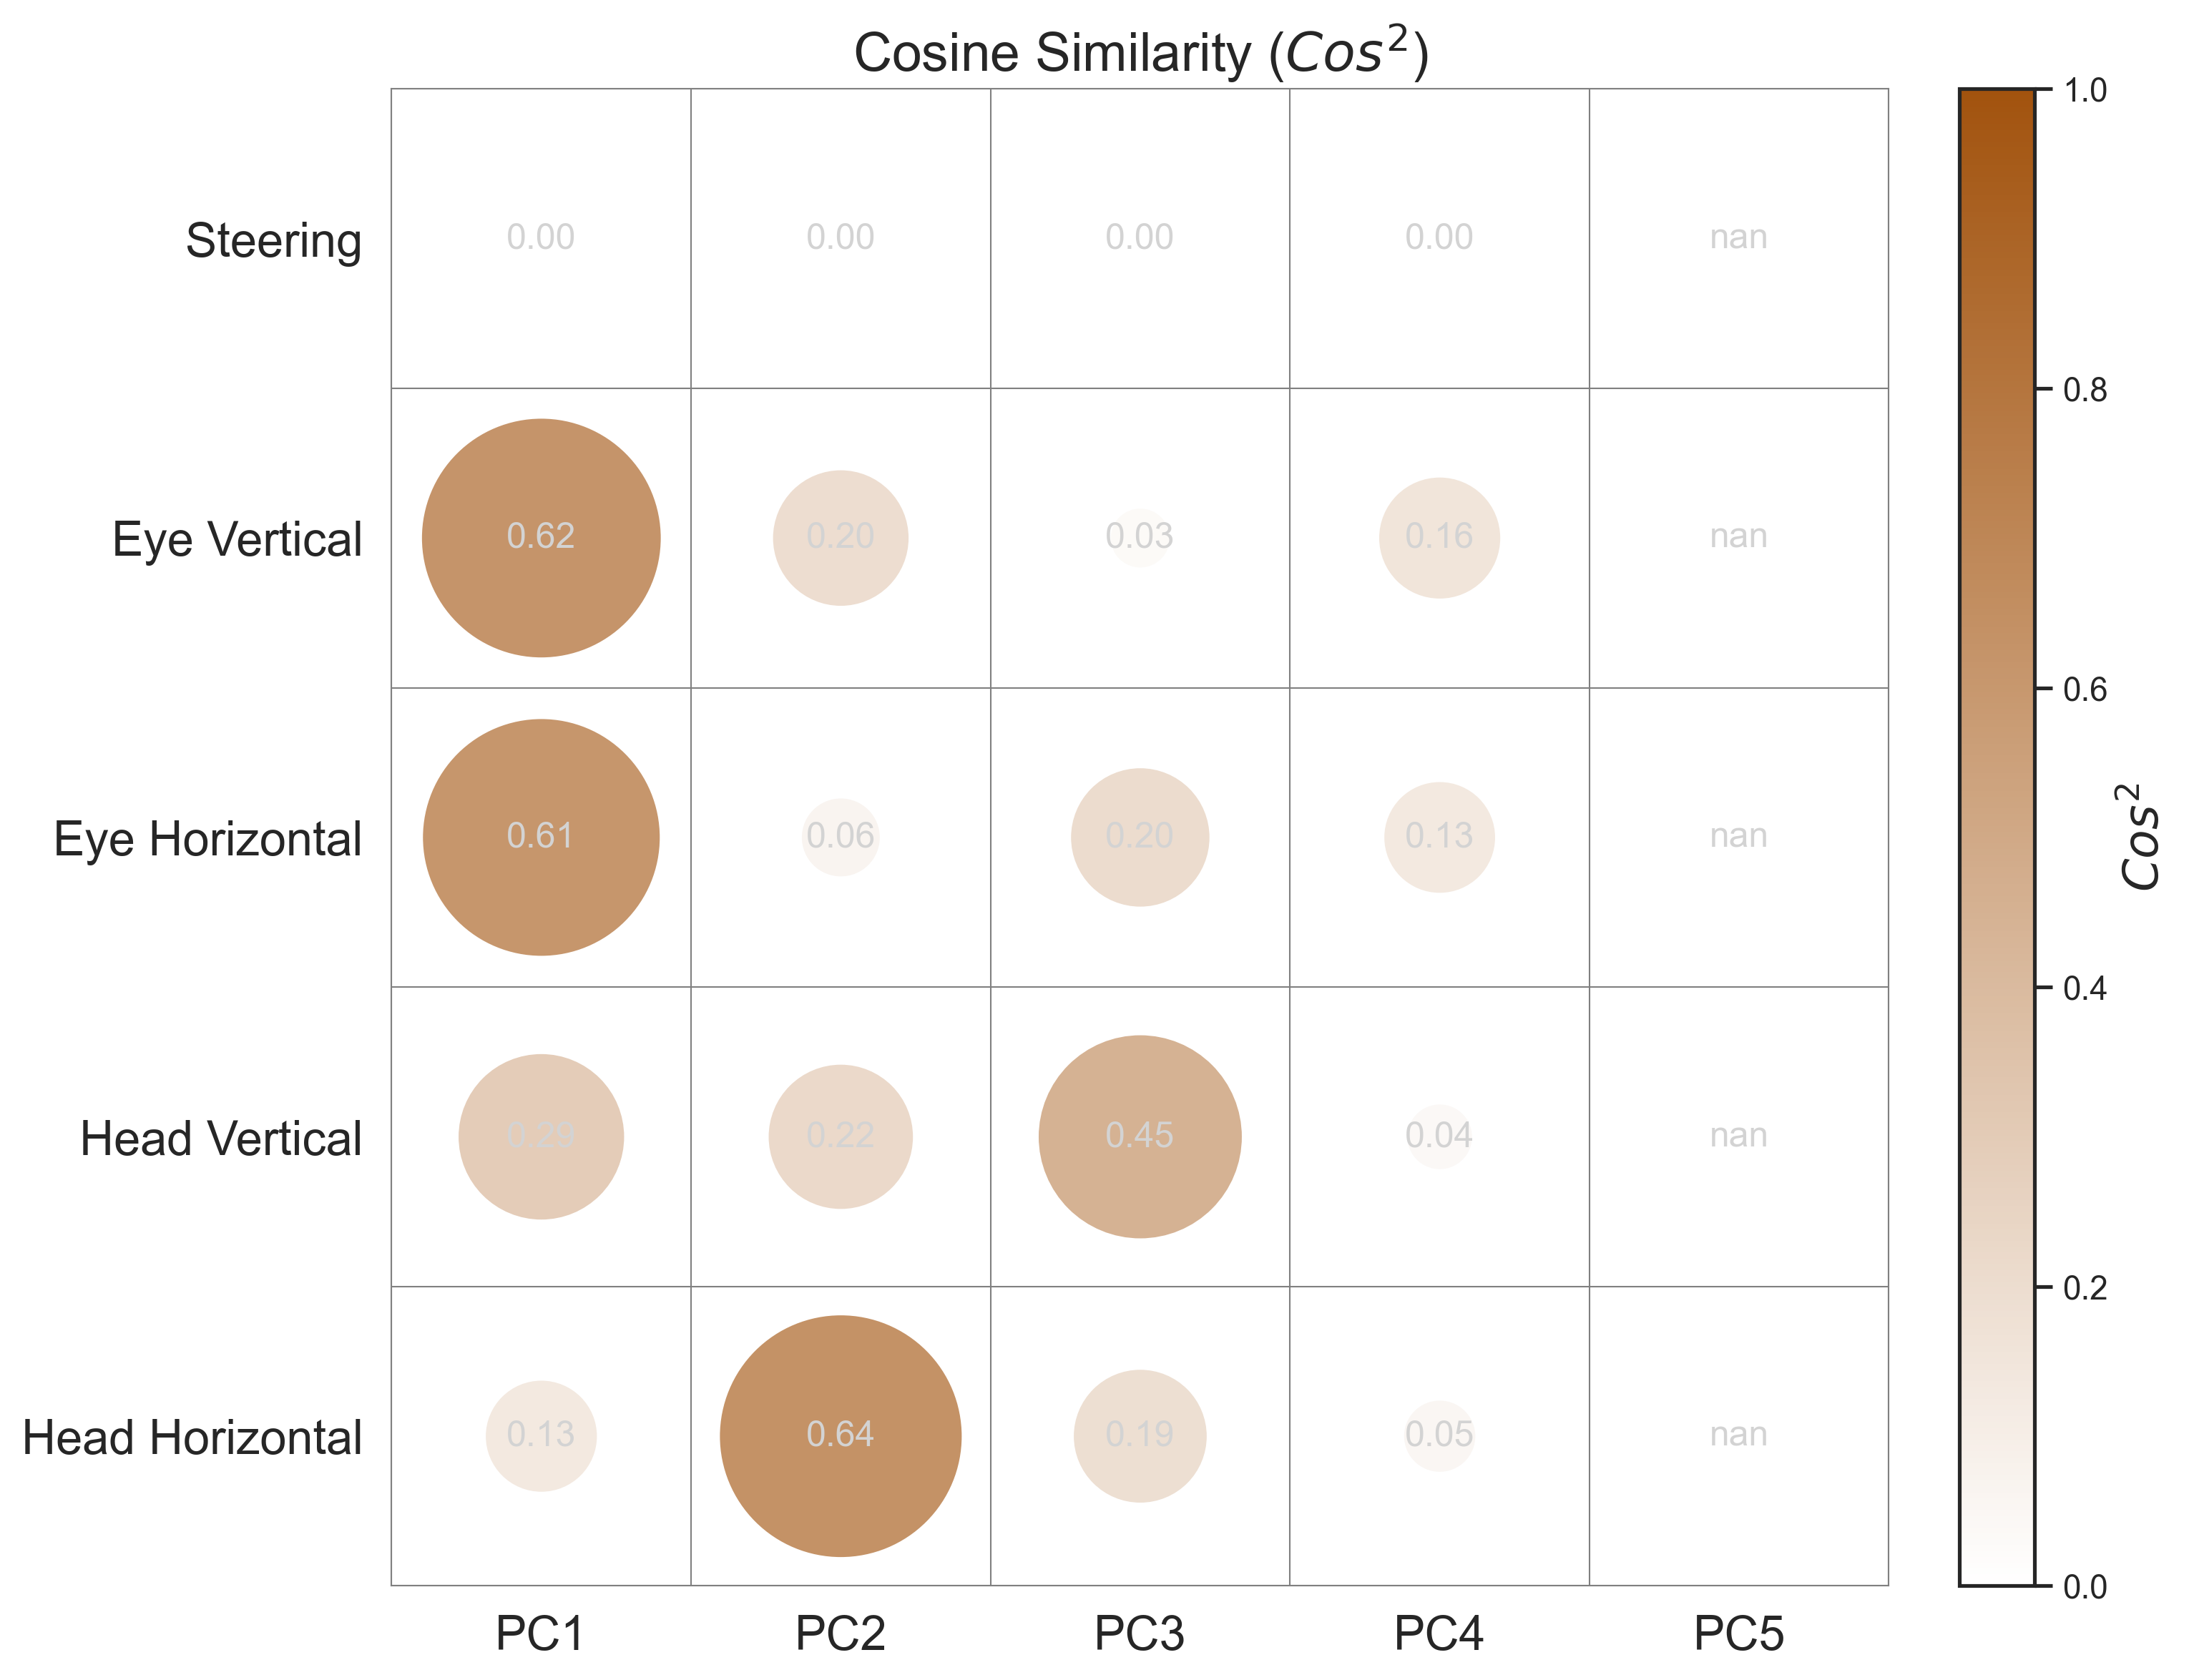 Cosine Similarity (Cos²)
Steering 0.00 0.00 0.00 0.00 nan
Eye Vertical 0.62 0.20 0.03 0.16 nan
Eye Horizontal 0.61 0.06 0.20 0.13 nan
Head Vertical 0.29 0.22 0.45 0.04 nan
Head Horizontal 0.13 0.64 0.19 0.05 nan
PC1 PC2 PC3 PC4 PC5
1.0
0.8
0.6
0.4
0.2
0.0
Cos²